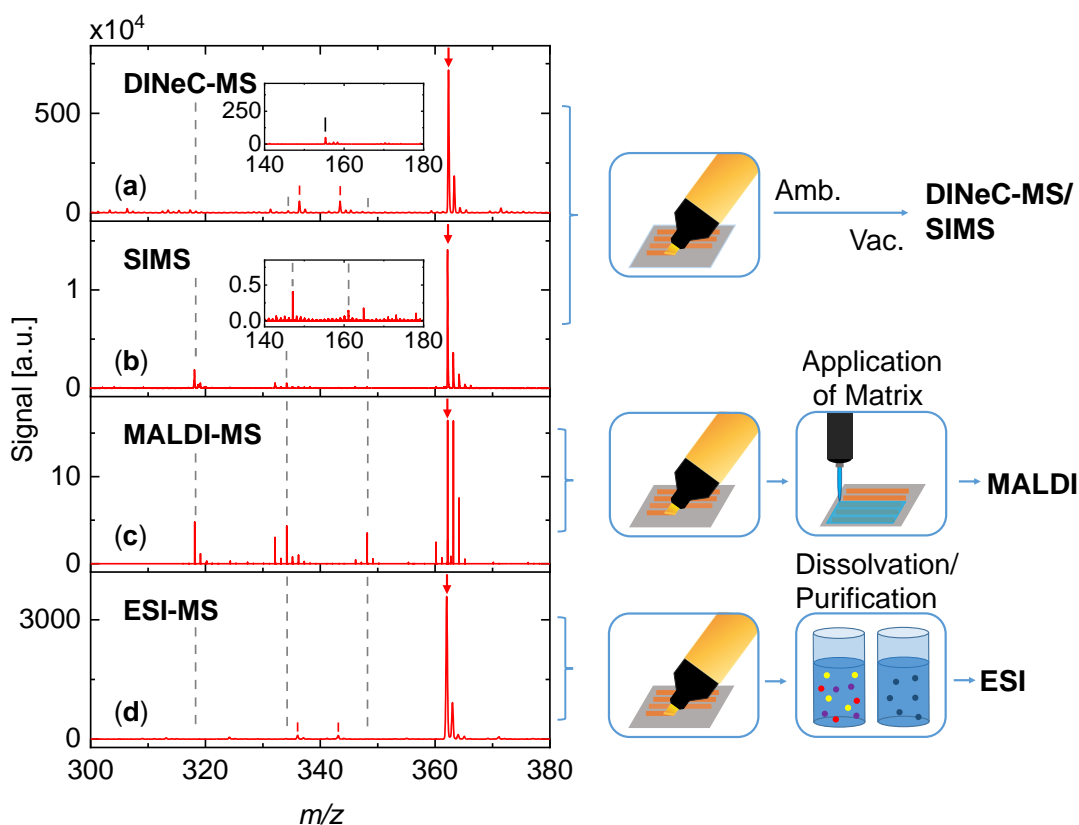 x10⁴
DINeC-MS
500
0
(a)
250
0
140 160 180
SIMS
1
0
(b)
0.5
0.0
140 160 180
MALDI-MS
10
0
(c)
ESI-MS
3000
0
(d)
300 320 340 360 380
m/z
Signal [a.u.]
Amb.
Vac.
DINeC-MS/
SIMS
Application
of Matrix
MALDI
Dissolvation/
Purification
ESI